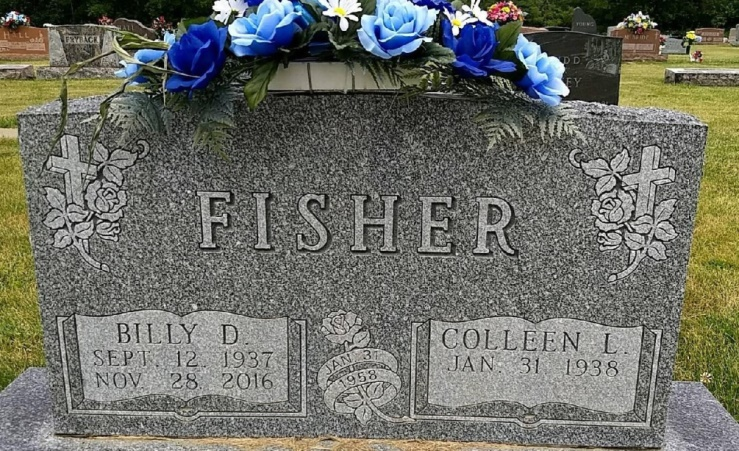 FISHER
BILLY D.
SEPT. 12, 1937
NOV. 28, 2016
JAN. 31
1958
COLLEEN L.
JAN. 31 1938